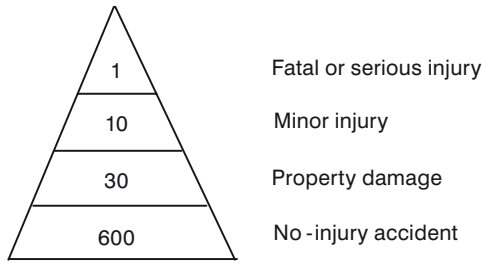 1 Fatal or serious injury
10 Minor injury
30 Property damage
600 No-injury accident